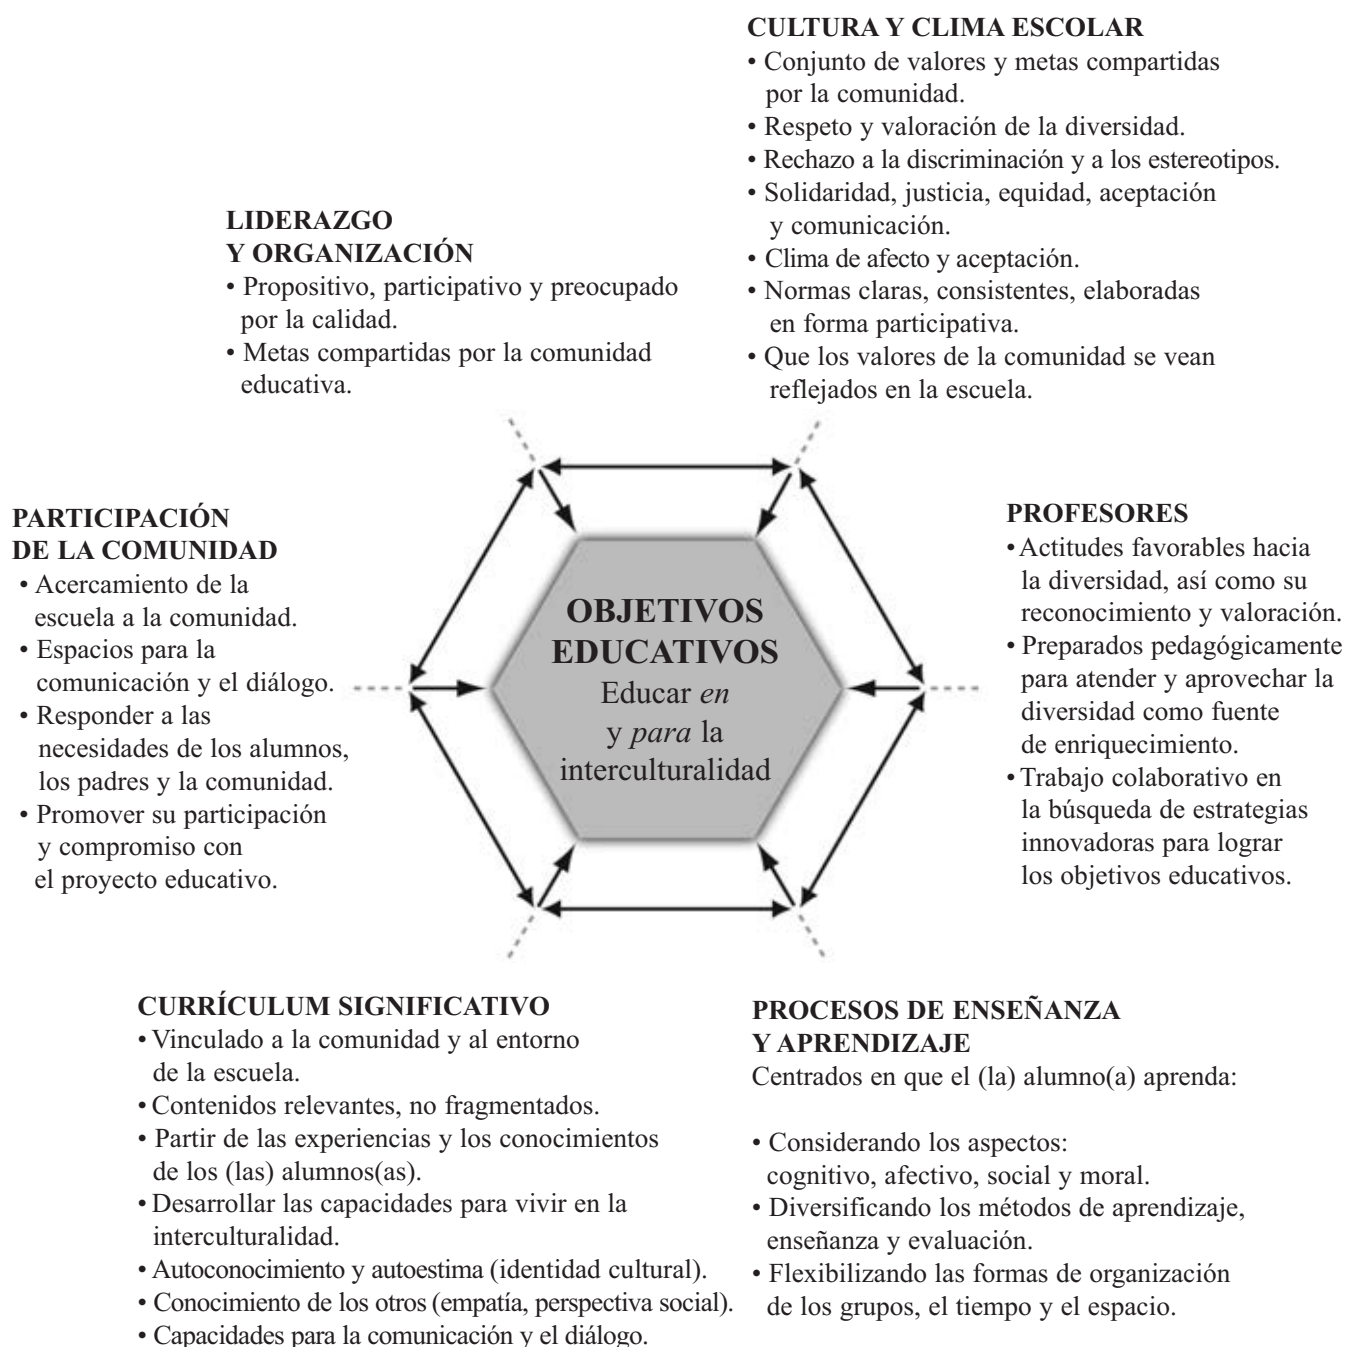 CULTURA Y CLIMA ESCOLAR
• Conjunto de valores y metas compartidas
por la comunidad.
• Respeto y valoración de la diversidad.
• Rechazo a la discriminación y a los estereotipos.
• Solidaridad, justicia, equidad, aceptación
y comunicación.
• Clima de afecto y aceptación.
• Normas claras, consistentes, elaboradas
en forma participativa.
• Que los valores de la comunidad se vean
reflejados en la escuela.
LIDERAZGO
Y ORGANIZACIÓN
• Propositivo, participativo y preocupado
por la calidad.
• Metas compartidas por la comunidad
educativa.
PARTICIPACIÓN
DE LA COMUNIDAD
• Acercamiento de la
escuela a la comunidad.
• Espacios para la
comunicación y el diálogo.
• Responder a las
necesidades de los alumnos,
los padres y la comunidad.
• Promover su participación
y compromiso con
el proyecto educativo.
OBJETIVOS
EDUCATIVOS
Educar en
y para la
interculturalidad
PROFESORES
• Actitudes favorables hacia
la diversidad, así como su
reconocimiento y valoración.
• Preparados pedagógicamente
para atender y aprovechar la
diversidad como fuente
de enriquecimiento.
• Trabajo colaborativo en
la búsqueda de estrategias
innovadoras para lograr
los objetivos educativos.
CURRÍCULUM SIGNIFICATIVO
• Vinculado a la comunidad y al entorno
de la escuela.
• Contenidos relevantes, no fragmentados.
• Partir de las experiencias y los conocimientos
de los (las) alumnos(as).
• Desarrollar las capacidades para vivir en la
interculturalidad.
• Autoconocimiento y autoestima (identidad cultural).
• Conocimiento de los otros (empatía, perspectiva social).
• Capacidades para la comunicación y el diálogo.
PROCESOS DE ENSEÑANZA
Y APRENDIZAJE
Centrados en que el (la) alumno(a) aprenda:
• Considerando los aspectos:
cognitivo, afectivo, social y moral.
• Diversificando los métodos de aprendizaje,
enseñanza y evaluación.
• Flexibilizando las formas de organización
de los grupos, el tiempo y el espacio.